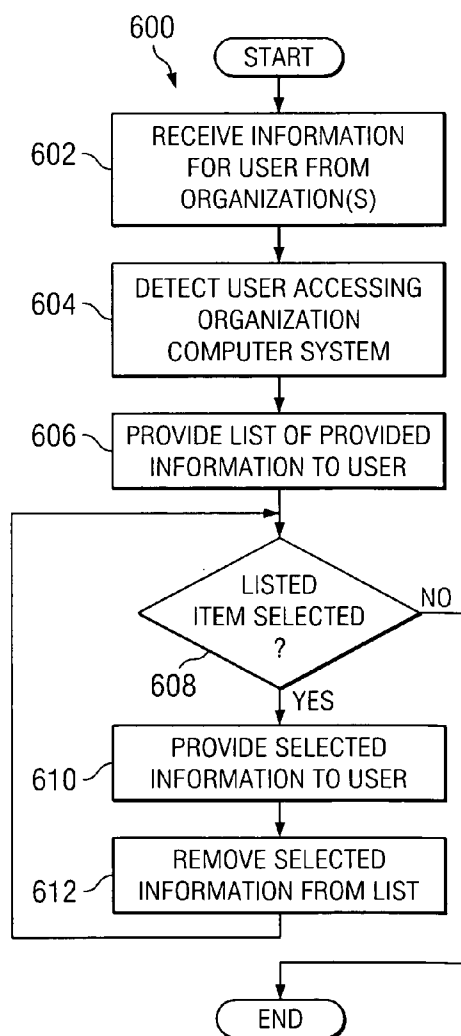 600
START
602
RECEIVE INFORMATION
FOR USER FROM
ORGANIZATION(S)
604
DETECT USER ACCESSING
ORGANIZATION
COMPUTER SYSTEM
606
PROVIDE LIST OF PROVIDED
INFORMATION TO USER
LISTED
ITEM SELECTED
?
NO
608
YES
610
PROVIDE SELECTED
INFORMATION TO USER
612
REMOVE SELECTED
INFORMATION FROM LIST
END